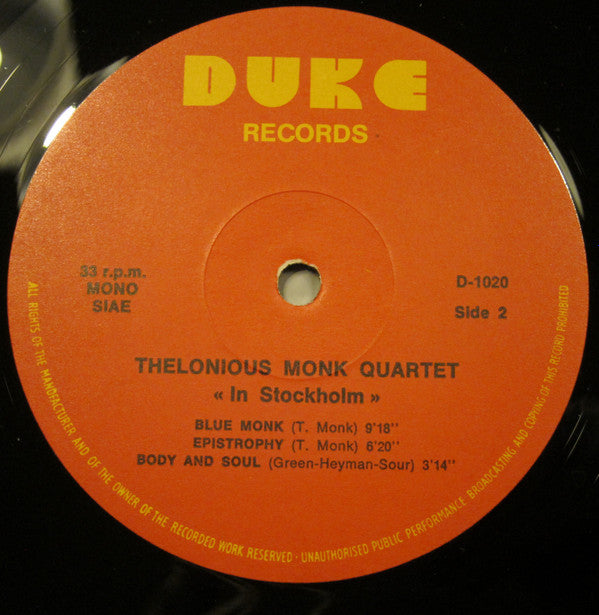 DUKE
RECORDS
33 r.p.m.
MONO
SIAE
D-1020
Side 2
THELONIOUS MONK QUARTET
« In Stockholm »
BLUE MONK (T. Monk) 9'18''
EPISTROPHY (T. Monk) 6'20''
BODY AND SOUL (Green-Heyman-Sour) 3'14''
ALL RIGHTS OF THE MANUFACTURER AND OF THE OWNER OF THE RECORDED WORK RESERVED · UNAUTHORISED PUBLIC PERFORMANCE BROADCASTING AND COPYING OF THIS RECORD PROHIBITED